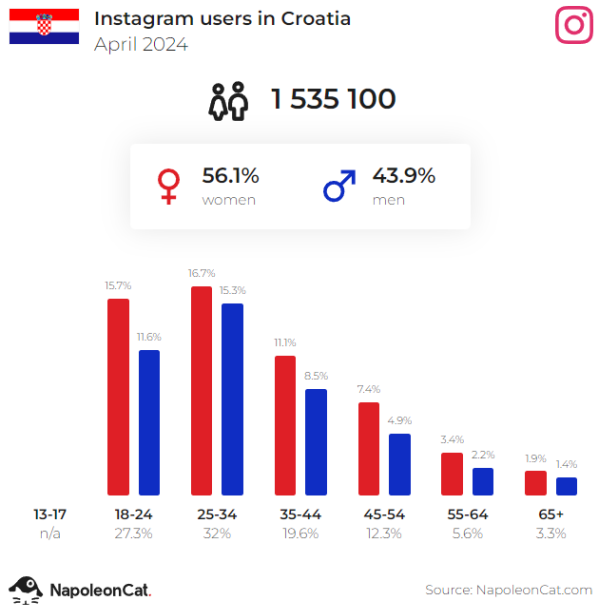 Instagram users in Croatia
April 2024
1 535 100
56.1%
women
43.9%
men
15.7% 11.6% 16.7% 15.3% 11.1% 8.5% 7.4% 4.9% 3.4% 2.2% 1.9% 1.4%
13-17 18-24 25-34 35-44 45-54 55-64 65+
n/a 27.3% 32% 19.6% 12.3% 5.6% 3.3%
NapoleonCat.
Source: NapoleonCat.com